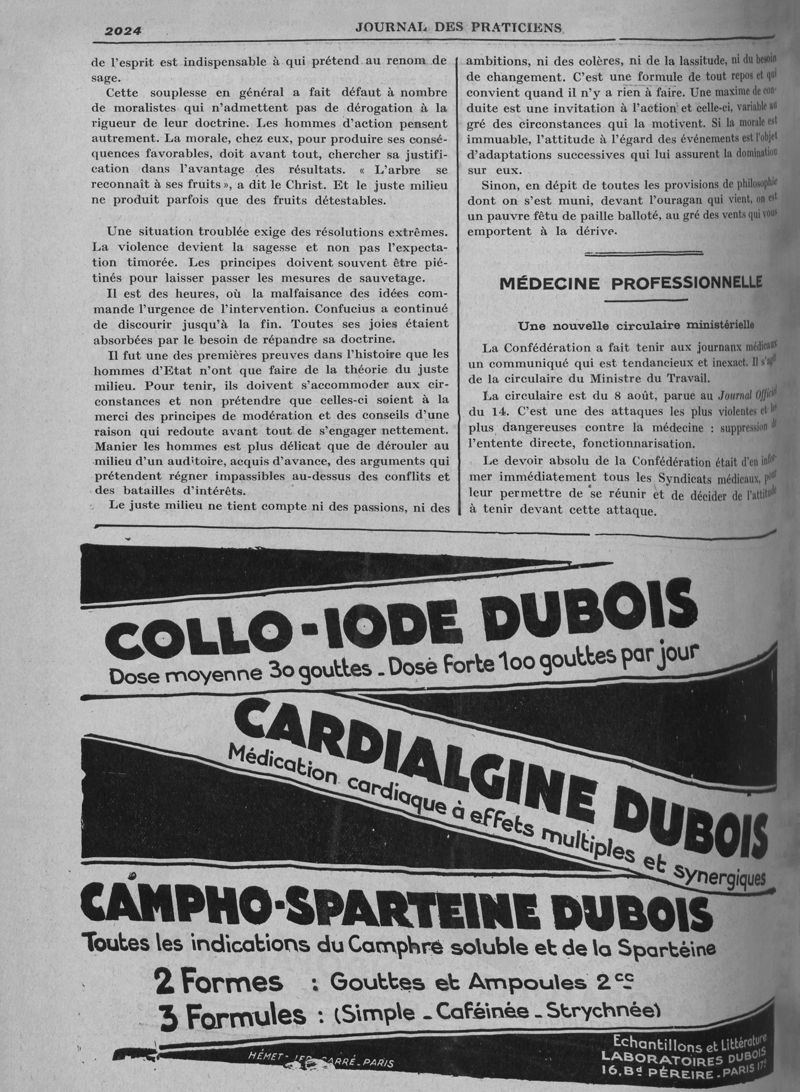 2024
JOURNAL DES PRATICIENS
de l'esprit est indispensable à qui prétend au renom de
sage.
Cette souplesse en général a fait défaut à nombre
de moralistes qui n'admettent pas de dérogation à la
rigueur de leur doctrine. Les hommes d'action pensent
autrement. La morale, chez eux, pour produire ses consé-
quences favorables, doit avant tout, chercher sa justifi-
cation dans l'avantage des résultats. « L'arbre se
reconnaît à ses fruits », a dit le Christ. Et le juste milieu
ne produit parfois que des fruits détestables.
Une situation troublée exige des résolutions extrêmes.
La violence devient la sagesse et non pas l'expecta-
tion timorée. Les principes doivent souvent être pié-
tinés pour laisser passer les mesures de sauvetage.
Il est des heures, où la malfaisance des idées com-
mande l'urgence de l'intervention. Confucius a continué
de discourir jusqu'à la fin. Toutes ses joies étaient
absorbées par le besoin de répandre sa doctrine.
Il fut une des premières preuves dans l'histoire que les
hommes d'Etat n'ont que faire de la théorie du juste
milieu. Pour tenir, ils doivent s'accommoder aux cir-
constances et non prétendre que celles-ci soient à la
merci des principes de modération et des conseils d'une
raison qui redoute avant tout de s'engager nettement.
Manier les hommes est plus délicat que de dérouler au
milieu d'un auditoire, acquis d'avance, des arguments qui
prétendent régner impassibles au-dessus des conflits et
des batailles d'intérêts.
Le juste milieu ne tient compte ni des passions, ni des
ambitions, ni des colères, ni de la lassitude, ni du besoin
de changement. C'est une formule de tout repos et qui
convient quand il n'y a rien à faire. Une maxime de con-
duite est une invitation à l'action et celle-ci, variable au
gré des circonstances qui la motivent. Si la morale est
immuable, l'attitude à l'égard des événements est l'objet
d'adaptations successives qui lui assurent la domination
sur eux.
Sinon, en dépit de toutes les provisions de philosophie
dont on s'est muni, devant l'ouragan qui vient, on est
un pauvre fêtu de paille balloté, au gré des vents qui vous
emportent à la dérive.
MÉDECINE PROFESSIONNELLE
Une nouvelle circulaire ministérielle
La Confédération a fait tenir aux journanx médicaux
un communiqué qui est tendancieux et inexact. Il s'agit
de la circulaire du Ministre du Travail.
La circulaire est du 8 août, parue au Journal Officiel
du 14. C'est une des attaques les plus violentes et les
plus dangereuses contre la médecine : suppression de
l'entente directe, fonctionnarisation.
Le devoir absolu de la Confédération était d'en infor-
mer immédiatement tous les Syndicats médicaux, pour
leur permettre de se réunir et de décider de l'attitude
à tenir devant cette attaque.
COLLO-IODE DUBOIS
Dose moyenne 30 gouttes - Dose forte 100 gouttes par jour
CARDIALGINE DUBOIS
Médication cardiaque à effets multiples et synergiques
CAMPHO-SPARTEINE DUBOIS
Toutes les indications du Camphre soluble et de la Spartéine
2 Formes : Gouttes et Ampoules 2cc
3 Formules : (Simple - Caféinée - Strychnée)
HÉMET- CARRÉ.PARIS
Echantillons et Littérature
LABORATOIRES DUBOIS
16, Bd PÉREIRE - PARIS 17e